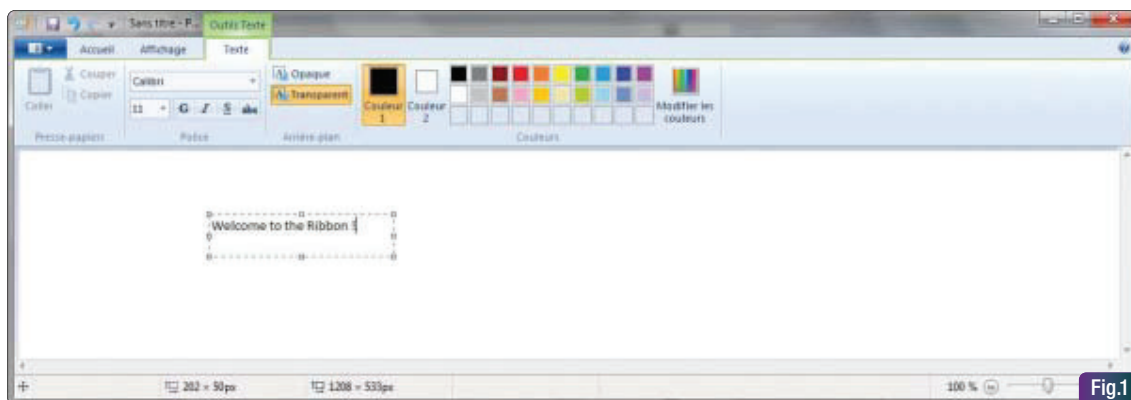 Sans titre - P... Outils Texte
Accueil Affichage Texte
Coller
Couper
Copier
Presse-papiers
Calibri
11 G I S abc
Police
Opaque
Transparent
Arrière-plan
Couleur 1
Couleur 2
Modifier les couleurs
Couleurs
Welcome to the Ribbon !
202 × 50px 1208 × 533px 100 %
Fig.1